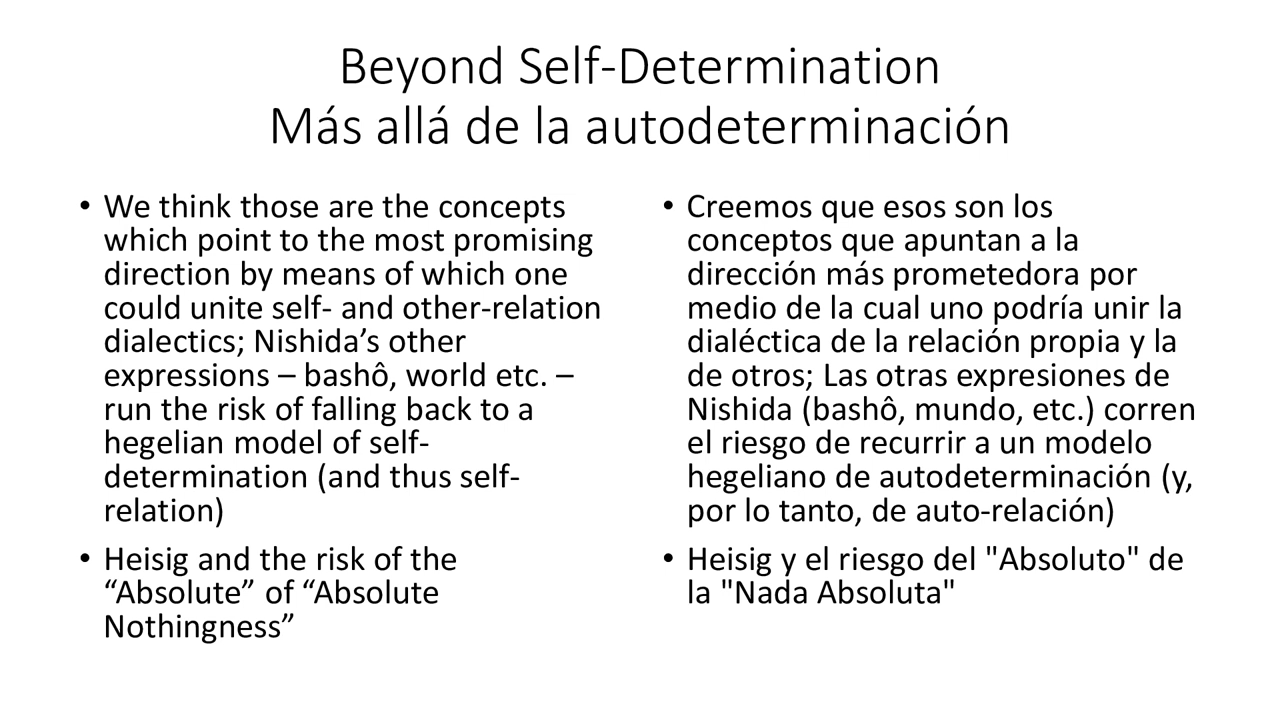 Beyond Self-Determination
Más allá de la autodeterminación
• We think those are the concepts
which point to the most promising
direction by means of which one
could unite self- and other-relation
dialectics; Nishida’s other
expressions – bashô, world etc. –
run the risk of falling back to a
hegelian model of self-
determination (and thus self-
relation)
• Heisig and the risk of the
“Absolute” of “Absolute
Nothingness”
• Creemos que esos son los
conceptos que apuntan a la
dirección más prometedora por
medio de la cual uno podría unir la
dialéctica de la relación propia y la
de otros; Las otras expresiones de
Nishida (bashô, mundo, etc.) corren
el riesgo de recurrir a un modelo
hegeliano de autodeterminación (y,
por lo tanto, de auto-relación)
• Heisig y el riesgo del "Absoluto" de
la "Nada Absoluta"